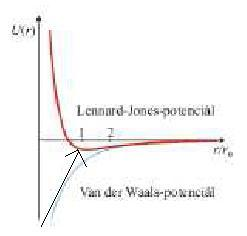 U(r)
Lennard-Jones-potenciál
1 2
r/r₀
Van der Waals-potenciál